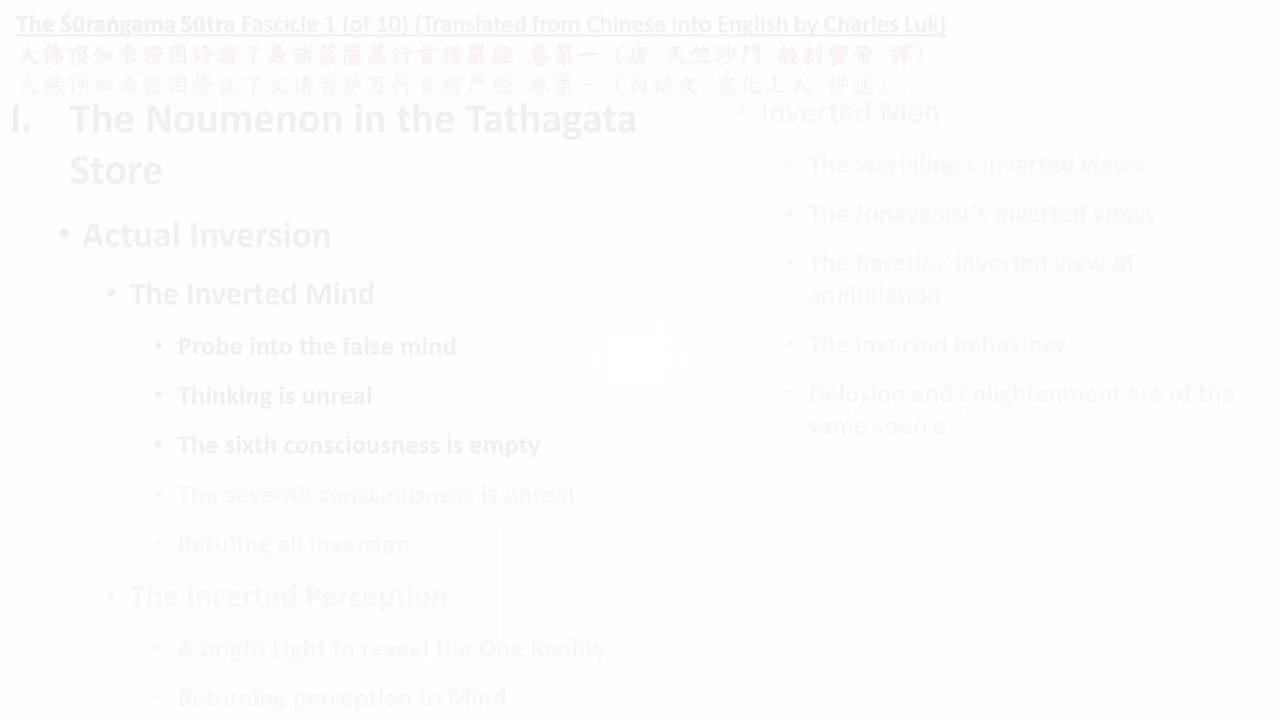 The Śūraṅgama Sūtra Fascicle 1 (of 10) (Translated from Chinese into English by Charles Luk)
大佛頂如來密因修證了義諸菩薩萬行首楞嚴經 卷第一 (唐 天竺沙門 般剌蜜帝 譯)
大佛顶如来密因修证了义诸菩萨万行首楞严经 卷第一 (白话文 宣化上人 讲述)
I. The Noumenon in the Tathagata
Store
• Actual Inversion
• The Inverted Mind
• Probe into the false mind
• Thinking is unreal
• The sixth consciousness is empty
• The seventh consciousness is unreal
• Refuting all inversion
• The Inverted Perception
• A bright Light to reveal the One Reality
• Returning perception to Mind
• Inverted Men
• The worldling's inverted views
• The Hinayanist's inverted views
• The heretics' inverted view of
annihilation
• The inverted behaviour
• Delusion and Enlightenment are of the
same source